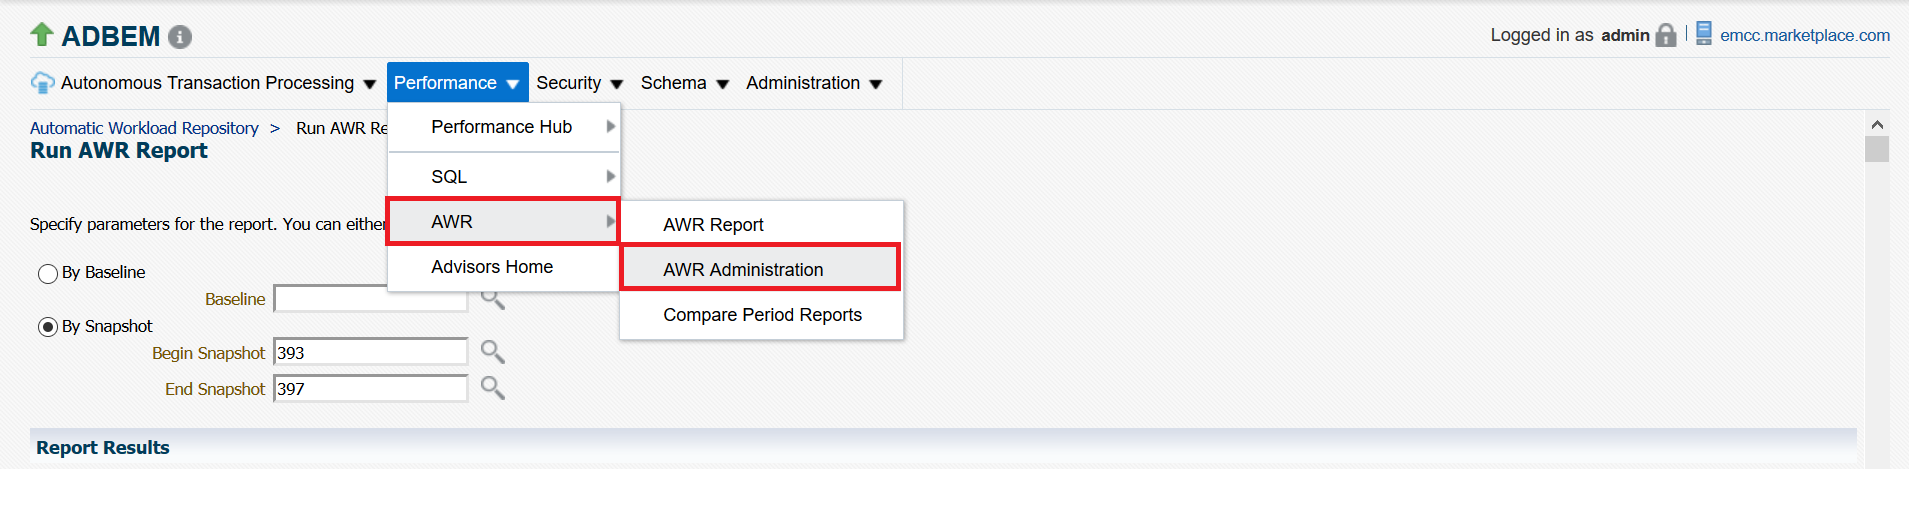 ADBEM
Logged in as admin
emcc.marketplace.com
Autonomous Transaction Processing
Performance
Security
Schema
Administration
Automatic Workload Repository > Run AWR Re
Run AWR Report
Performance Hub
SQL
AWR
Advisors Home
AWR Report
AWR Administration
Compare Period Reports
Specify parameters for the report. You can either
By Baseline
Baseline
By Snapshot
Begin Snapshot 393
End Snapshot 397
Report Results